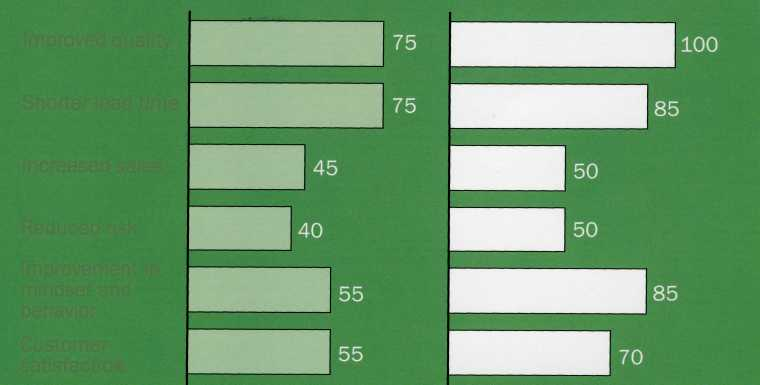 Improved quality 75 100
Shorter lead time 75 85
Increased sales 45 50
Reduced risk 40 50
Improvement in
mindset and 55 85
behavior
Customer 55 70
satisfaction